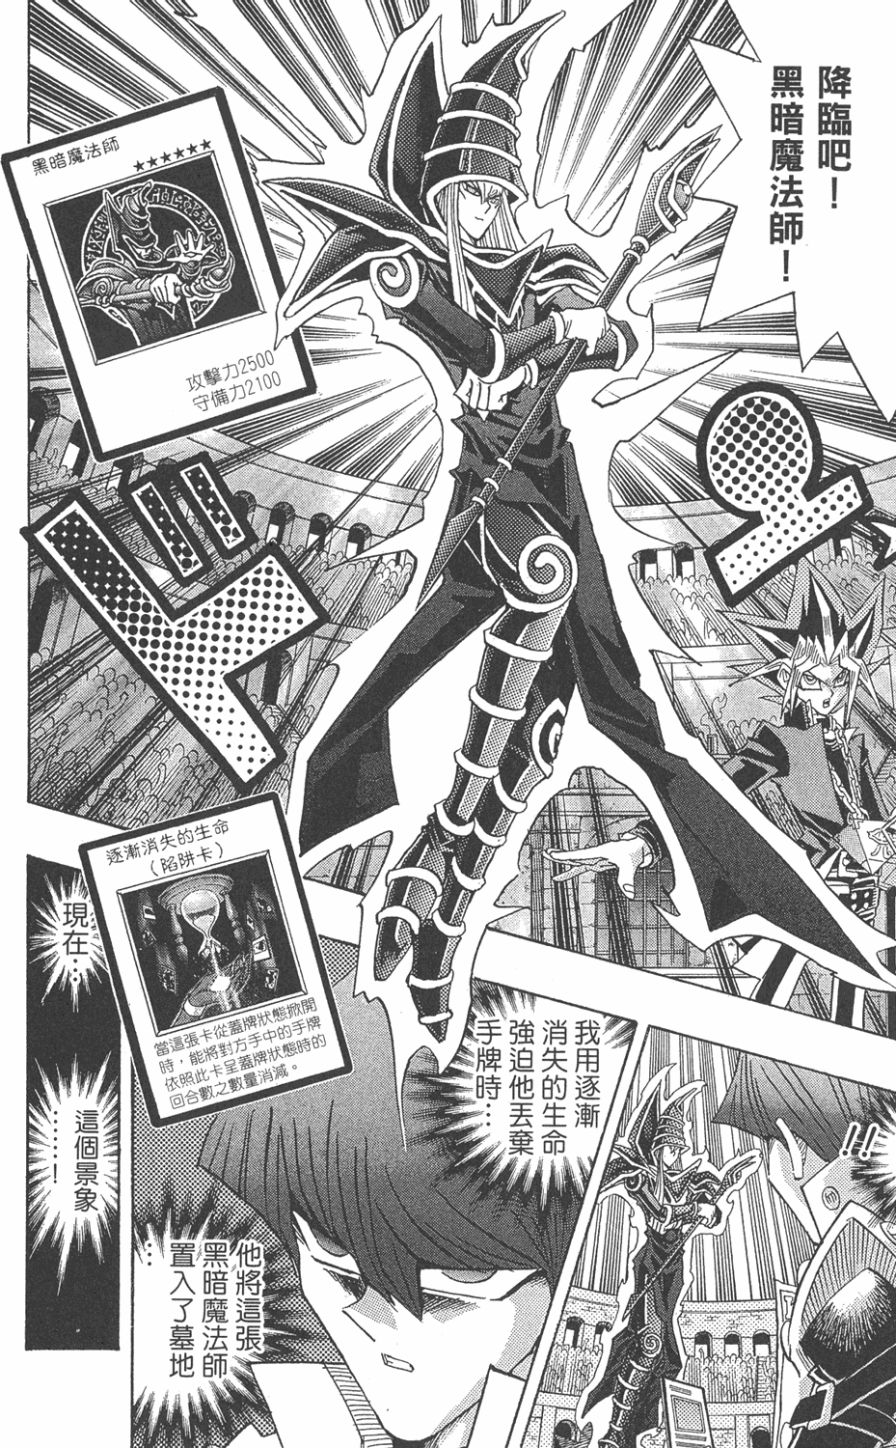 降臨吧！
黑暗魔法師！
黑暗魔法師
★★★★★★
攻擊力2500
守備力2100
ドン
逐漸消失的生命
（陷阱卡）
當這張卡從蓋牌狀態掀開
時，能將對方手中的手牌
依照此卡呈蓋牌狀態時的
回合數之數量消減。
!!
我用逐漸
消失的生命
強迫他丟棄
手牌時…
他將這張
黑暗魔法師
置入了墓地
…
現在…
這個景象
……！